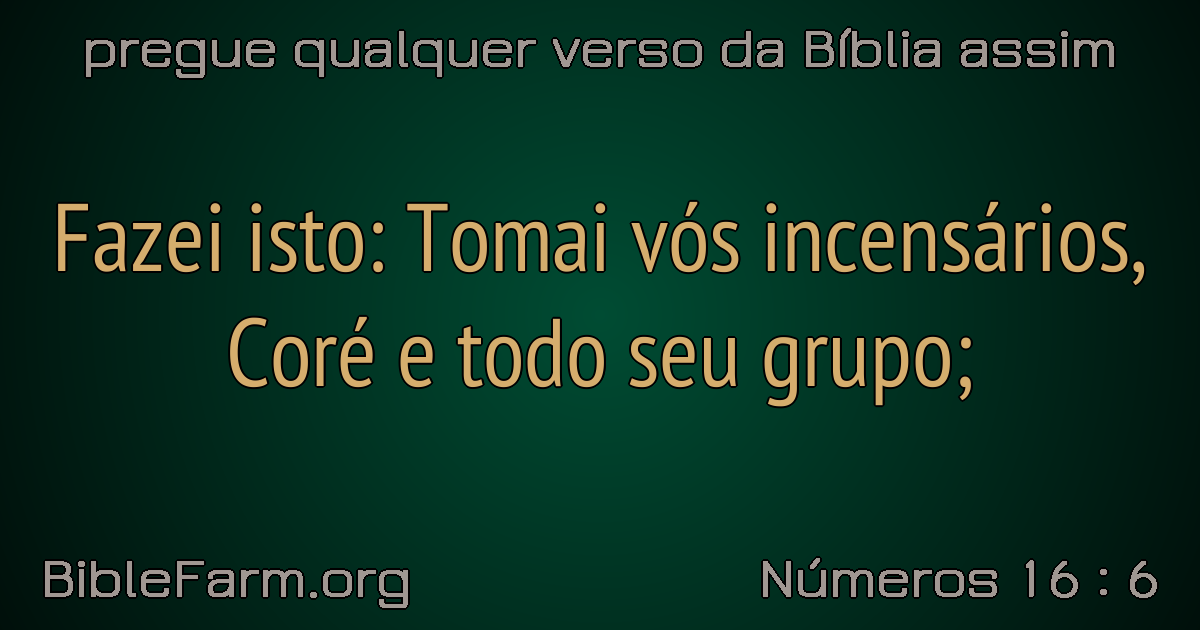 pregue qualquer verso da Bíblia assim
Fazei isto: Tomai vós incensários,
Coré e todo seu grupo;
BibleFarm.org
Números 16 : 6